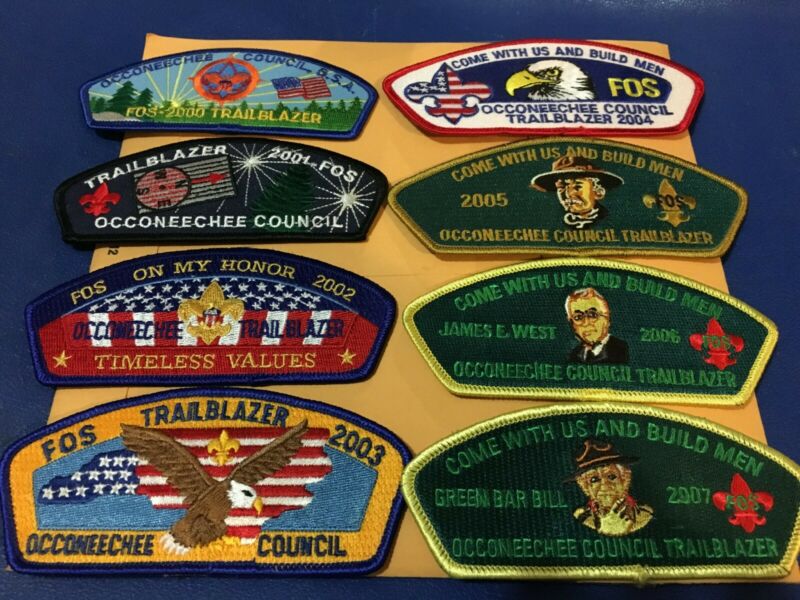 OCCONEECHEE COUNCIL B.S.A.
FOS-2000 TRAILBLAZER
TRAILBLAZER 2001-FOS
OCCONEECHEE COUNCIL
FOS ON MY HONOR 2002
OCCONEECHEE TRAILBLAZER
TIMELESS VALUES
FOS TRAILBLAZER 2003
OCCONEECHEE COUNCIL
COME WITH US AND BUILD MEN
FOS
OCCONEECHEE COUNCIL
TRAILBLAZER 2004
COME WITH US AND BUILD MEN
2005 FOS
OCCONEECHEE COUNCIL TRAILBLAZER
COME WITH US AND BUILD MEN
JAMES E. WEST 2006 FOS
OCCONEECHEE COUNCIL TRAILBLAZER
COME WITH US AND BUILD MEN
GREEN BAR BILL 2007 FOS
OCCONEECHEE COUNCIL TRAILBLAZER